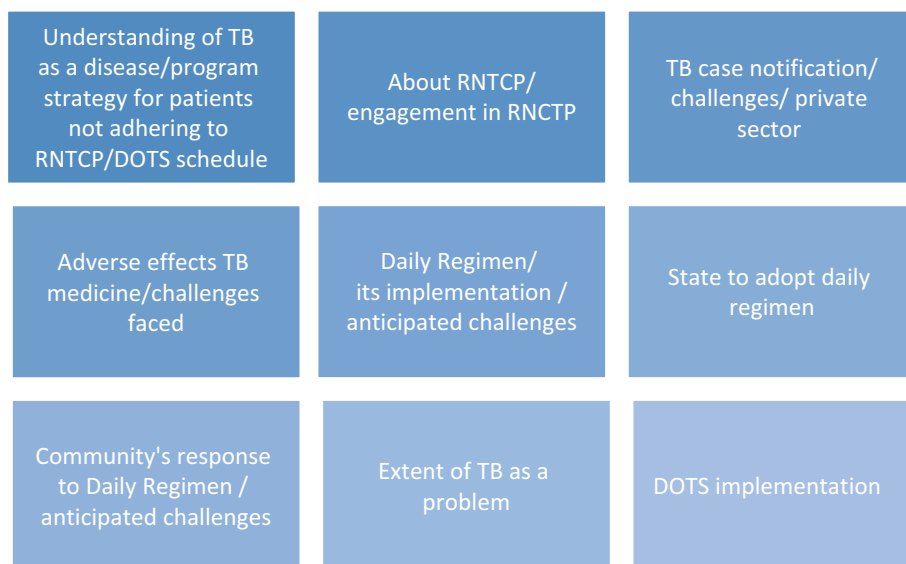 Understanding of TB
as a disease/program
strategy for patients
not adhering to
RNTCP/DOTS schedule
About RNTCP/
engagement in RNCTP
TB case notification/
challenges/ private
sector
Adverse effects TB
medicine/challenges
faced
Daily Regimen/
its implementation /
anticipated challenges
State to adopt daily
regimen
Community's response
to Daily Regimen /
anticipated challenges
Extent of TB as a
problem
DOTS implementation